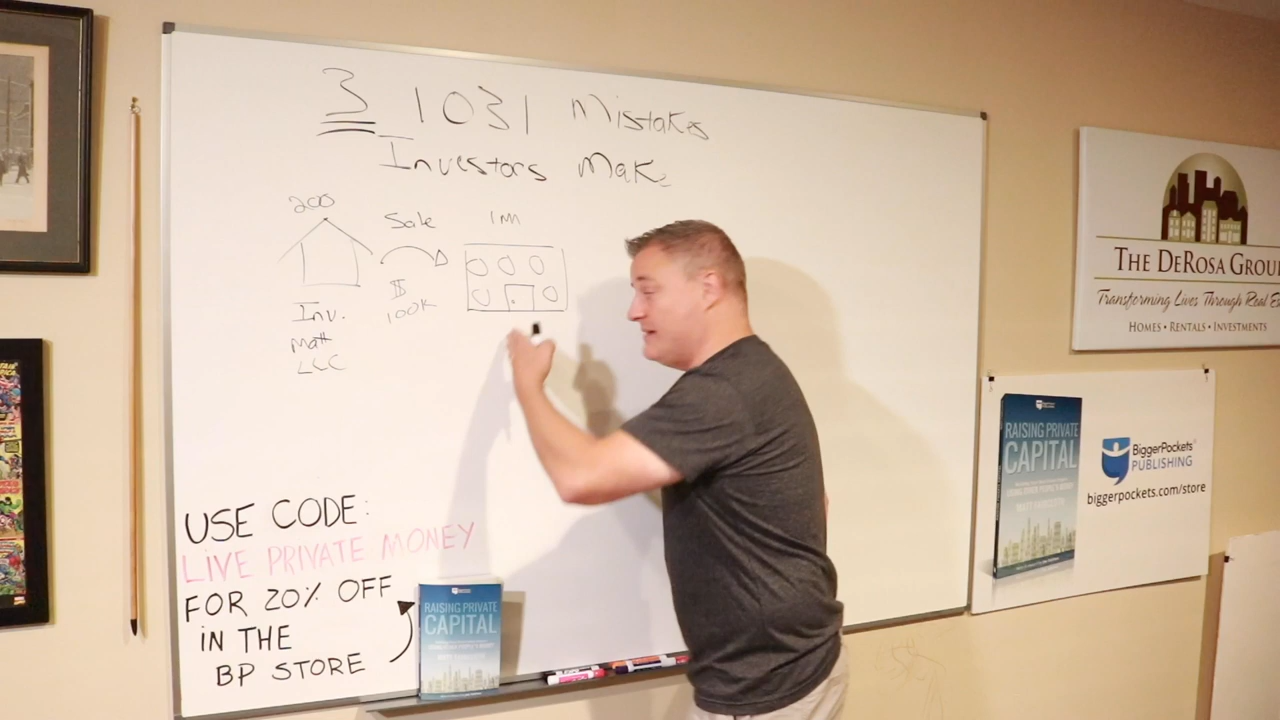 3 1031 Mistakes
Investors Make
200 Sale 1M
$
100K
Inv.
Matt
LLC
USE CODE:
LIVE PRIVATE MONEY
FOR 20% OFF
IN THE
BP STORE
RAISING PRIVATE
CAPITAL
THE DEROSA GROU
Transforming Lives Through Real E
HOMES • RENTALS • INVESTMENTS
RAISING PRIVATE
CAPITAL
BiggerPockets
PUBLISHING
biggerpockets.com/store